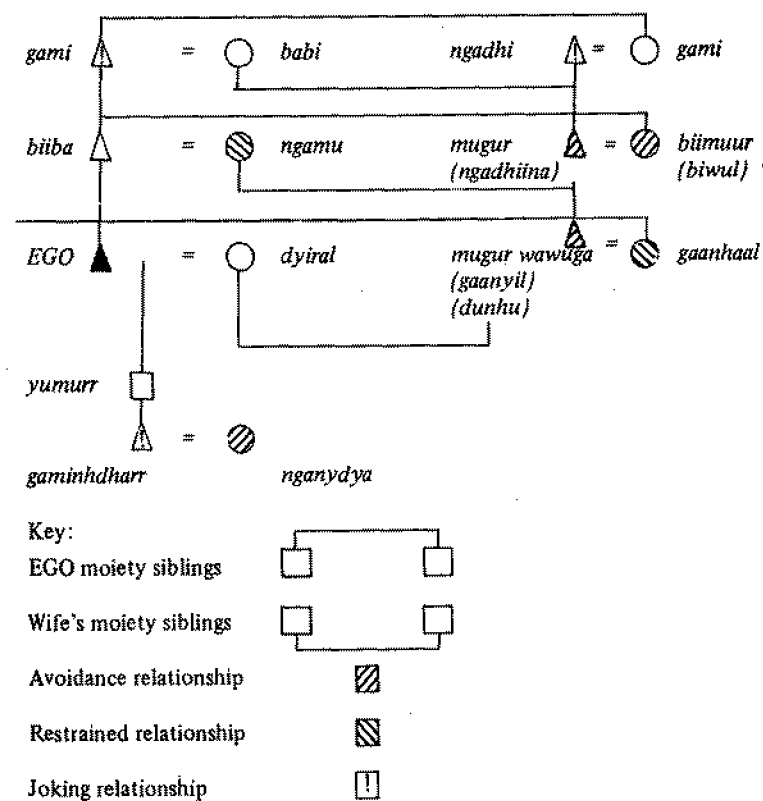 gami = babi ngadhi = gami
biiba = ngamu mugur = biimuur
(ngadhiina) (biwul)
EGO = dyiral mugur wawuga = gaanhaal
(gaanyil)
(dunhu)
yumurr
=
gaminhdharr nganydya
Key:
EGO moiety siblings
Wife's moiety siblings
Avoidance relationship
Restrained relationship
Joking relationship !